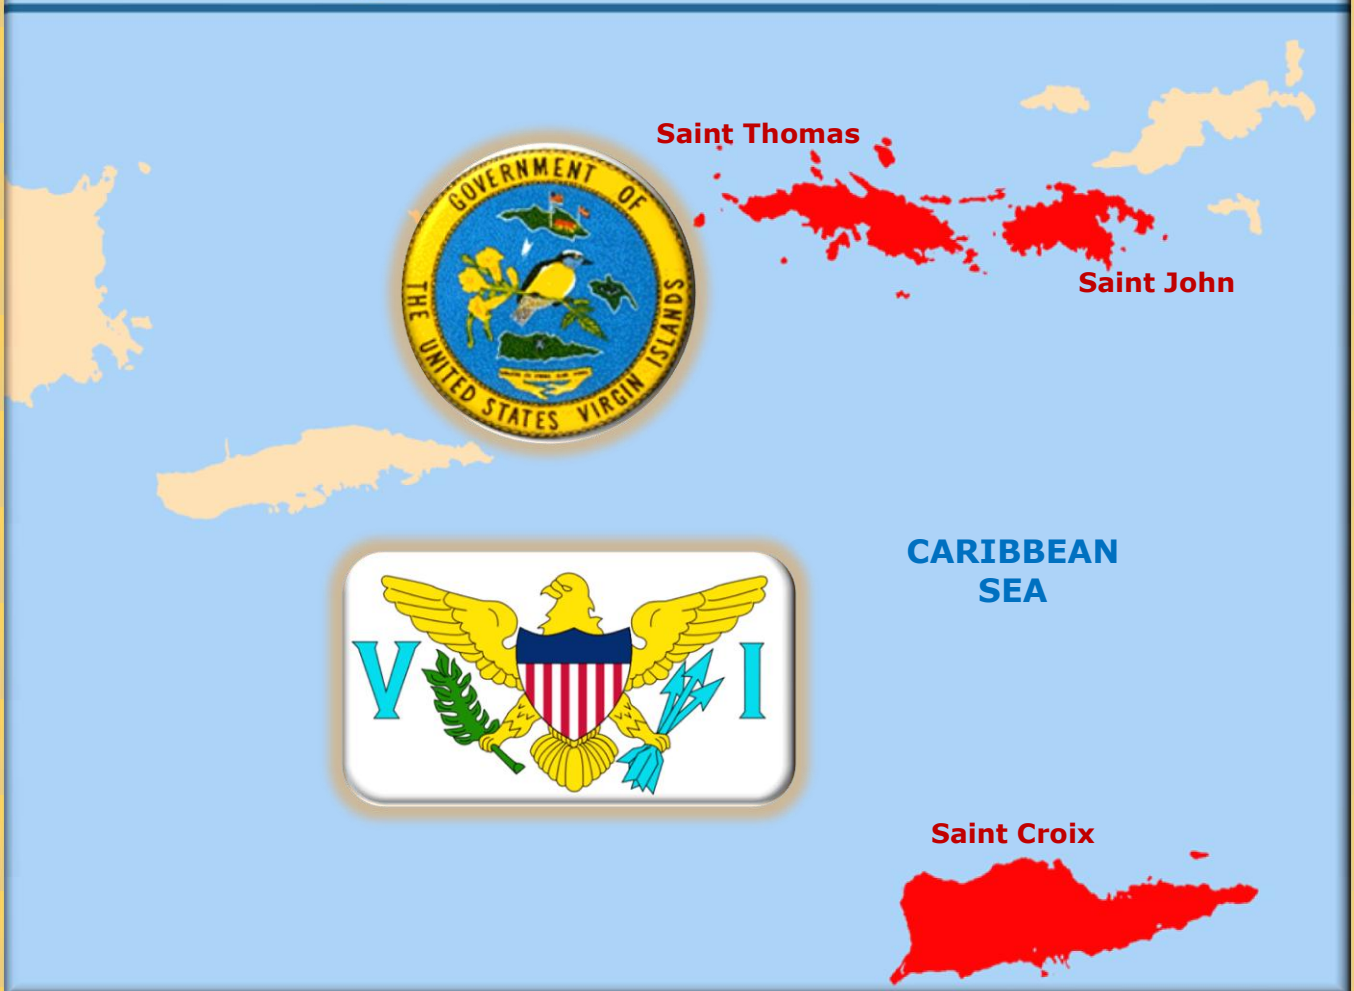 Saint Thomas
GOVERNMENT OF
THE UNITED STATES VIRGIN ISLANDS
Saint John
CARIBBEAN
SEA
V I
Saint Croix